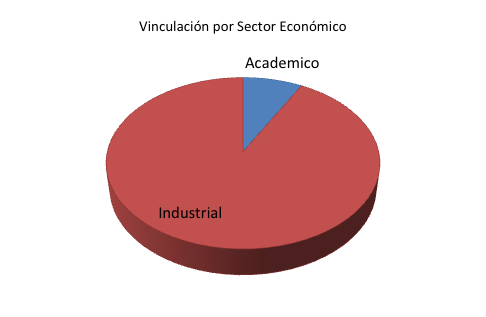 Vinculación por Sector Económico
Academico
Industrial